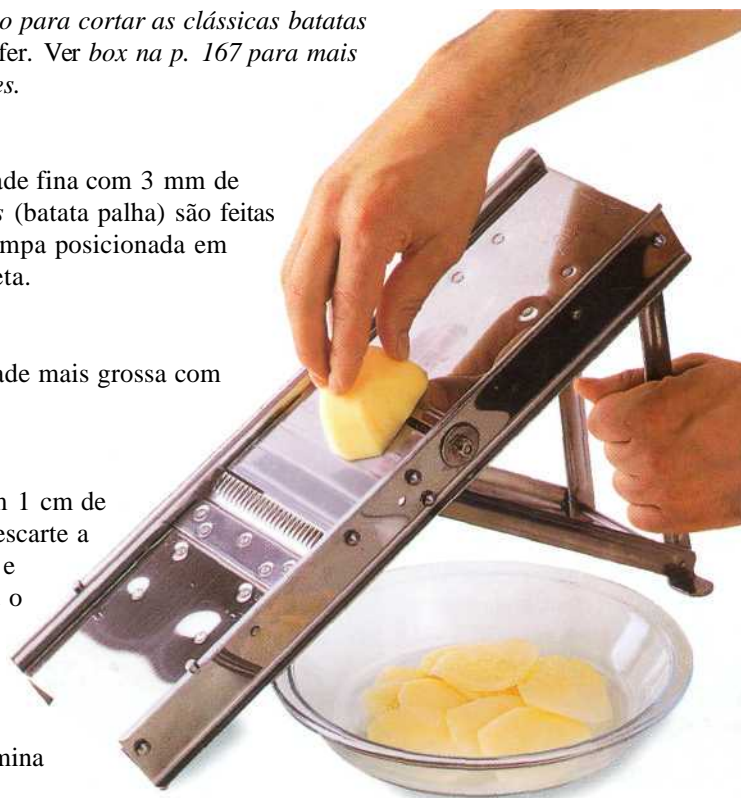 o para cortar as clássicas batatas
fer. Ver box na p. 167 para mais
es.
ade fina com 3 mm de
s (batata palha) são feitas
mpa posicionada em
eta.
ade mais grossa com
m 1 cm de
escarte a
e
o
mina